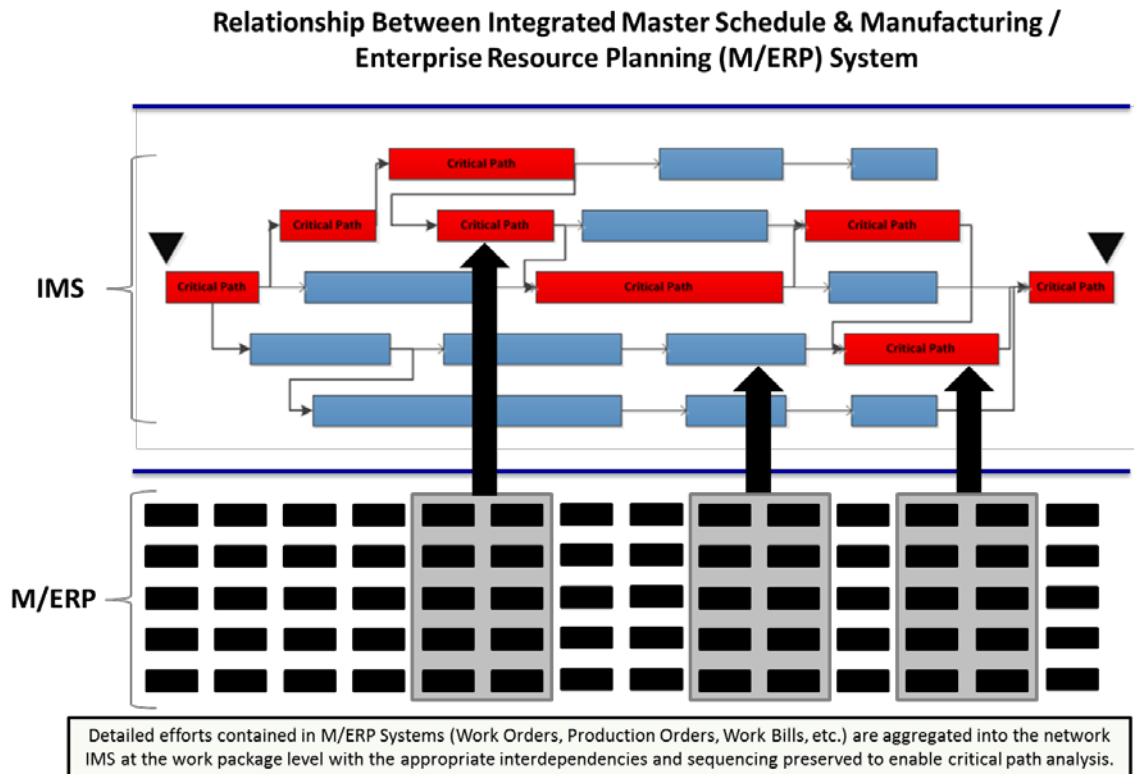 Relationship Between Integrated Master Schedule & Manufacturing /
Enterprise Resource Planning (M/ERP) System
Critical Path
Critical Path
Critical Path
Critical Path
Critical Path
Critical Path
Critical Path
Critical Path
IMS
Critical Path
M/ERP
Detailed efforts contained in M/ERP Systems (Work Orders, Production Orders, Work Bills, etc.) are aggregated into the network
IMS at the work package level with the appropriate interdependencies and sequencing preserved to enable critical path analysis.